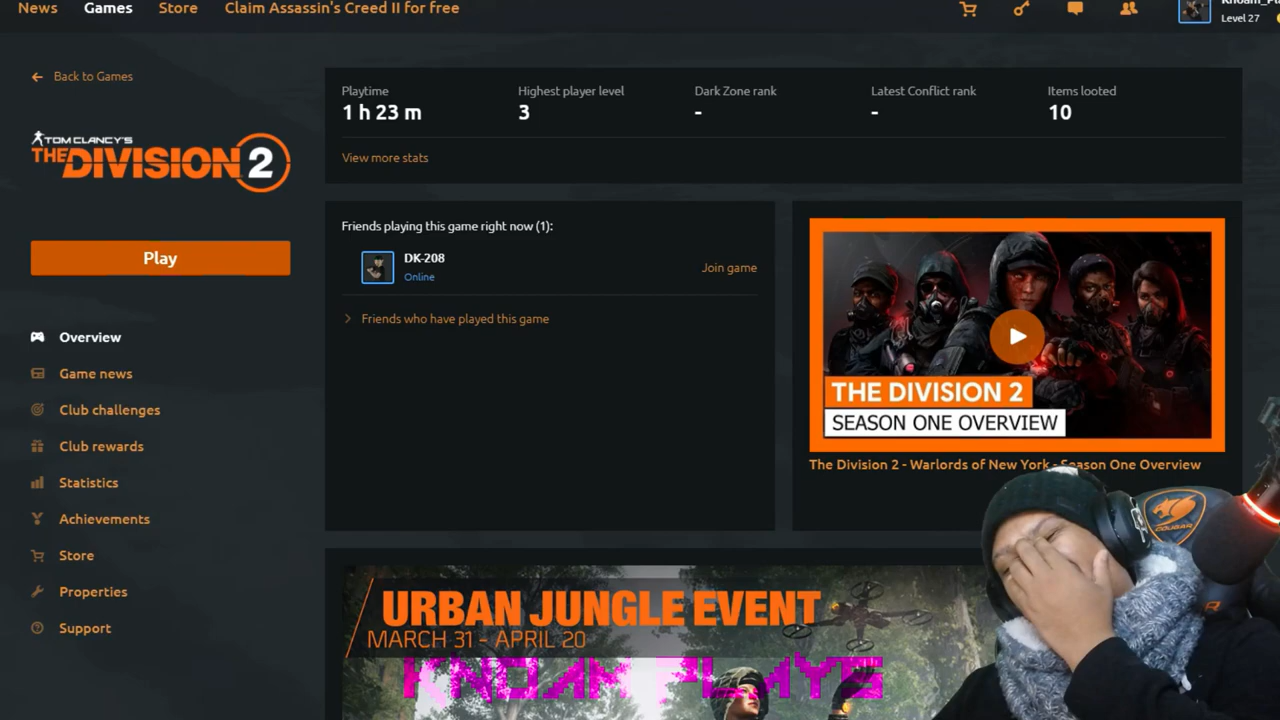 News Games Store Claim Assassin's Creed II for free
Level 27
Back to Games
TOM CLANCY'S
THE DIVISION 2
Play
Overview
Game news
Club challenges
Club rewards
Statistics
Achievements
Store
Properties
Support
Playtime Highest player level Dark Zone rank Latest Conflict rank Items looted
1 h 23 m 3 - - 10
View more stats
Friends playing this game right now (1):
DK-208
Online
Join game
Friends who have played this game
THE DIVISION 2
SEASON ONE OVERVIEW
The Division 2 - Warlords of New York - Season One Overview
COUGAR
URBAN JUNGLE EVENT
MARCH 31 - APRIL 20
KNOAM PLAYS